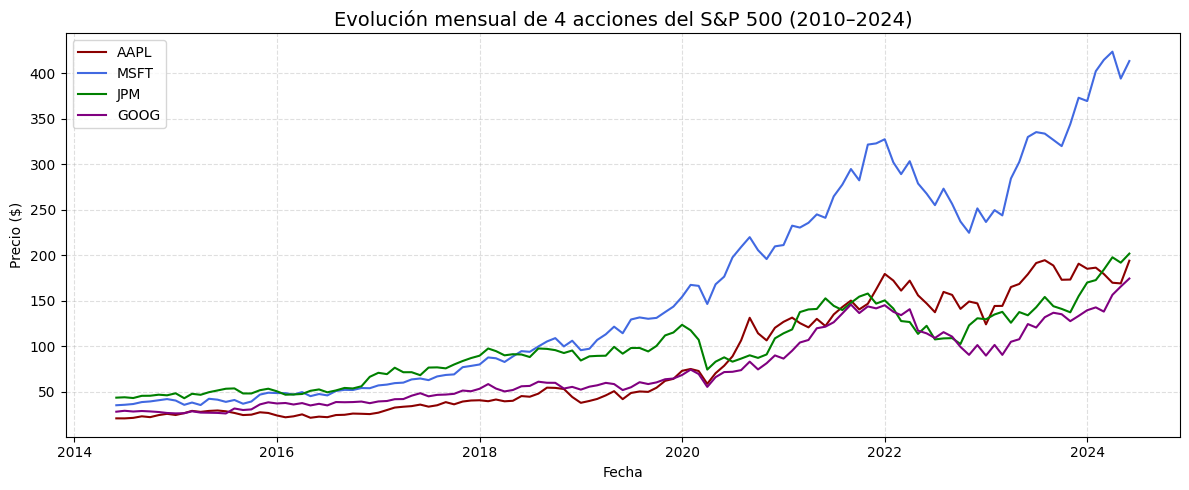 Evolución mensual de 4 acciones del S&P 500 (2010–2024)
AAPL
MSFT
JPM
GOOG
Precio ($)
400
350
300
250
200
150
100
50
2014
2016
2018
2020
2022
2024
Fecha